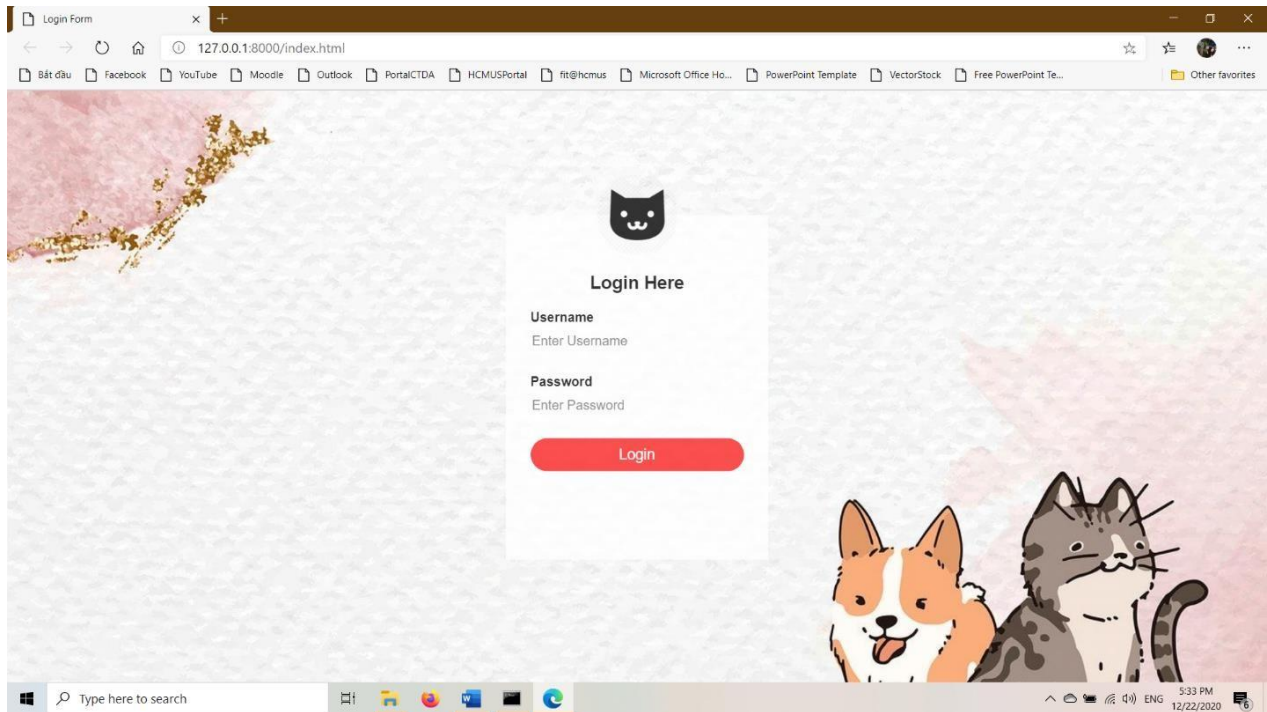 Login Form
127.0.0.1:8000/index.html
Bắt đầu Facebook YouTube Moodle Outlook PortalCTDA HCMUSPortal fit@hcmus Microsoft Office Ho... PowerPoint Template VectorStock Free PowerPoint Te... Other favorites
Login Here
Username
Enter Username
Password
Enter Password
Login
Type here to search
ENG
5:33 PM
12/22/2020
6